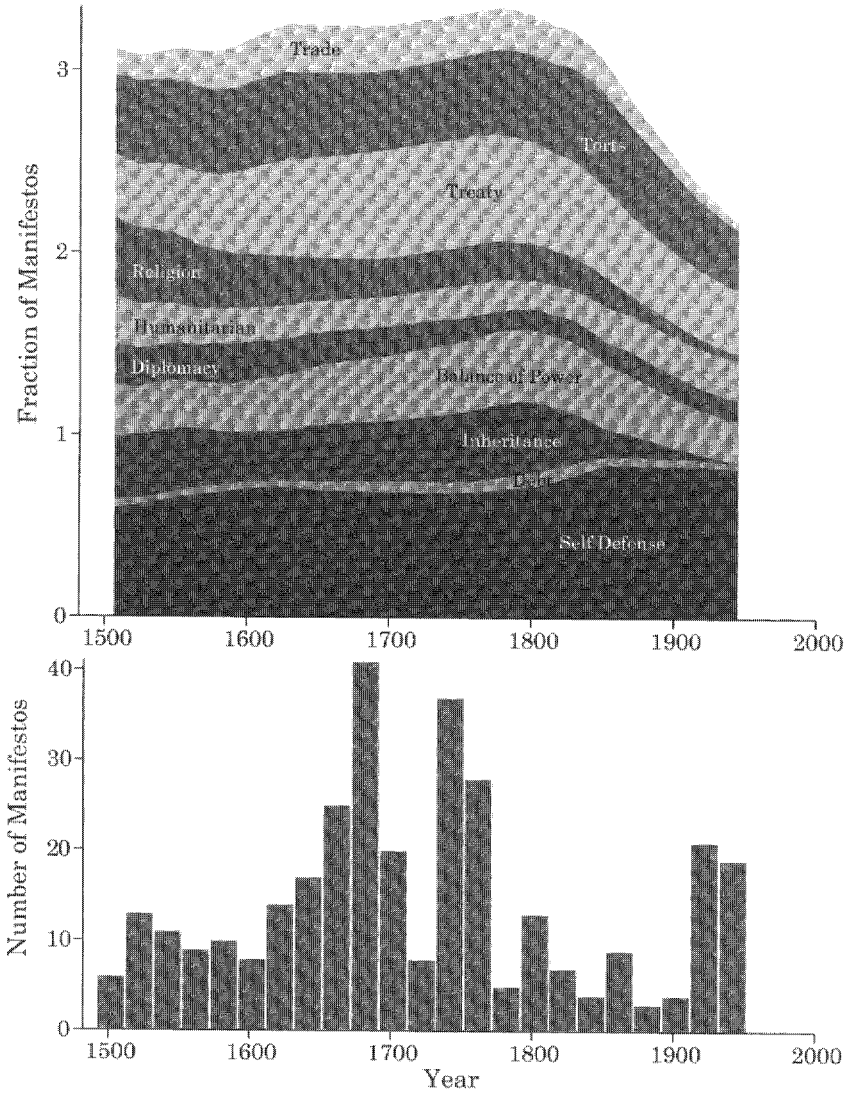 3
2
1
0
Fraction of Manifestos
Trade
Torts
Treaty
Religion
Humanitarian
Diplomacy
Balance of Power
Inheritance
Debt
Self Defense
1500 1600 1700 1800 1900 2000
40
30
20
10
0
Number of Manifestos
1500 1600 1700 1800 1900 2000
Year